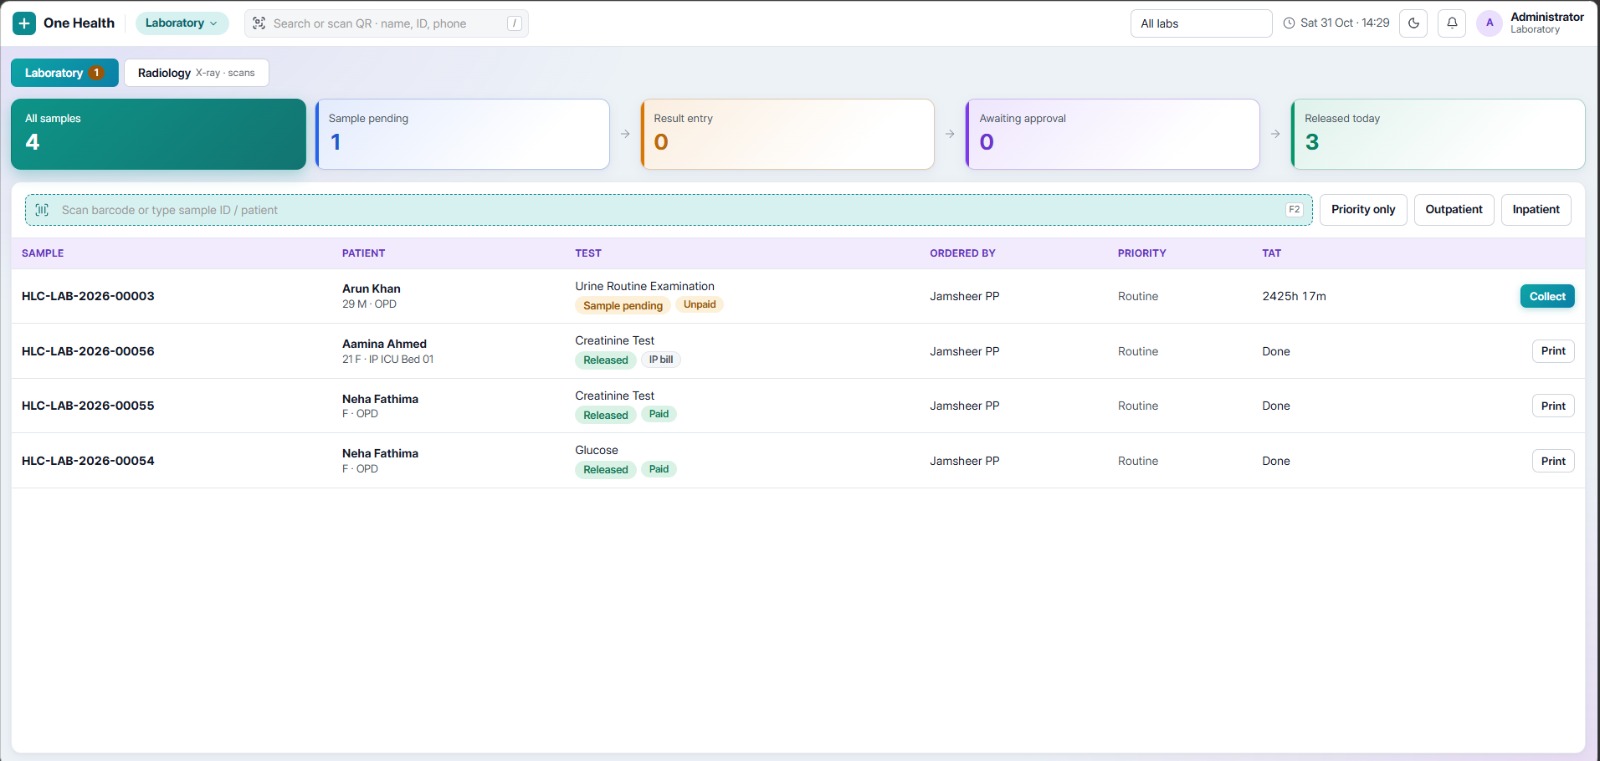 One Health
Laboratory
Search or scan QR · name, ID, phone
/
All labs
Sat 31 Oct · 14:29
A
Administrator
Laboratory
Laboratory 1
Radiology X-ray · scans
All samples
4
Sample pending
1
Result entry
0
Awaiting approval
0
Released today
3
Scan barcode or type sample ID / patient
F2
Priority only
Outpatient
Inpatient
SAMPLE PATIENT TEST ORDERED BY PRIORITY TAT
HLC-LAB-2026-00003
Arun Khan
29 M · OPD
Urine Routine Examination
Sample pending Unpaid
Jamsheer PP
Routine
2425h 17m
Collect
HLC-LAB-2026-00056
Aamina Ahmed
21 F · IP ICU Bed 01
Creatinine Test
Released IP bill
Jamsheer PP
Routine
Done
Print
HLC-LAB-2026-00055
Neha Fathima
F · OPD
Creatinine Test
Released Paid
Jamsheer PP
Routine
Done
Print
HLC-LAB-2026-00054
Neha Fathima
F · OPD
Glucose
Released Paid
Jamsheer PP
Routine
Done
Print